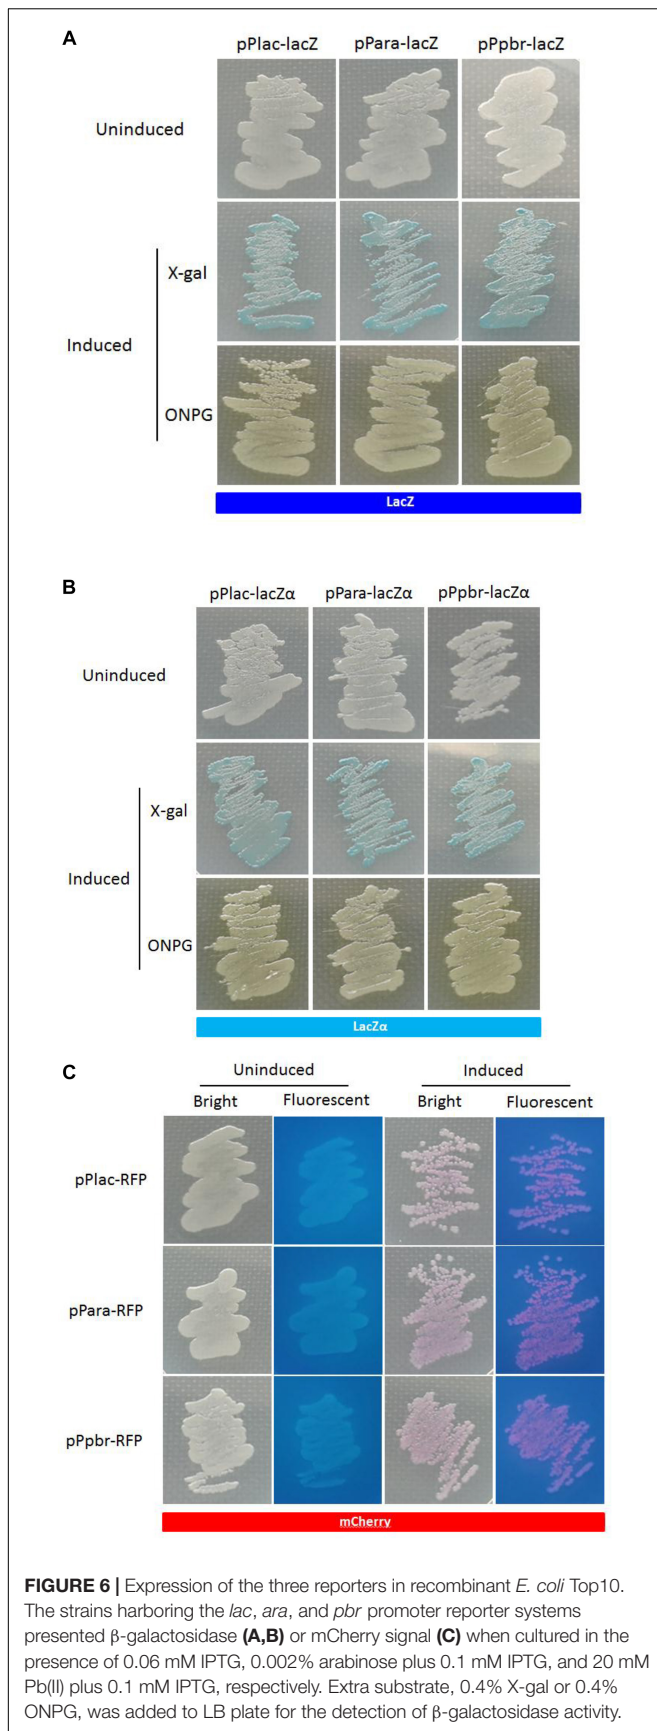 A
pPlac-lacZ pPara-lacZ pPpbr-lacZ
Uninduced
X-gal
Induced
ONPG
LacZ
B
pPlac-lacZα pPara-lacZα pPpbr-lacZα
Uninduced
X-gal
Induced
ONPG
LacZα
C
Uninduced Induced
Bright Fluorescent Bright Fluorescent
pPlac-RFP
pPara-RFP
pPpbr-RFP
mCherry
FIGURE 6 | Expression of the three reporters in recombinant E. coli Top10.
The strains harboring the lac, ara, and pbr promoter reporter systems
presented β-galactosidase (A,B) or mCherry signal (C) when cultured in the
presence of 0.06 mM IPTG, 0.002% arabinose plus 0.1 mM IPTG, and 20 mM
Pb(II) plus 0.1 mM IPTG, respectively. Extra substrate, 0.4% X-gal or 0.4%
ONPG, was added to LB plate for the detection of β-galactosidase activity.